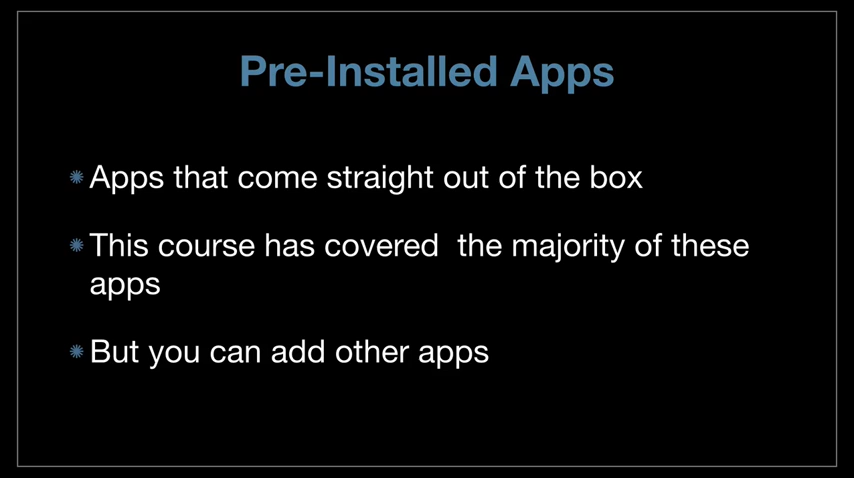 Pre-Installed Apps
Apps that come straight out of the box
This course has covered  the majority of these
apps
But you can add other apps